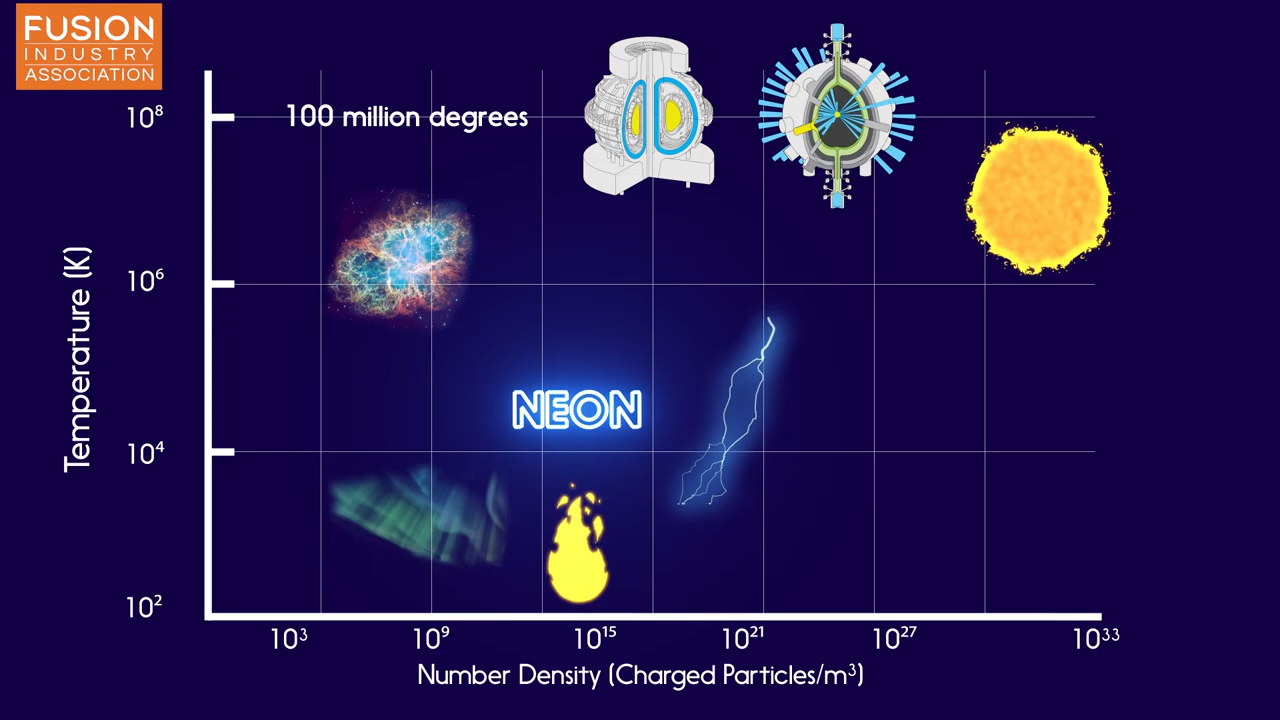 FUSION
INDUSTRY
ASSOCIATION
10⁸
100 million degrees
10⁶
Temperature (K)
NEON
10⁴
10²
10³ 10⁹ 10¹⁵ 10²¹ 10²⁷ 10³³
Number Density (Charged Particles/m³)